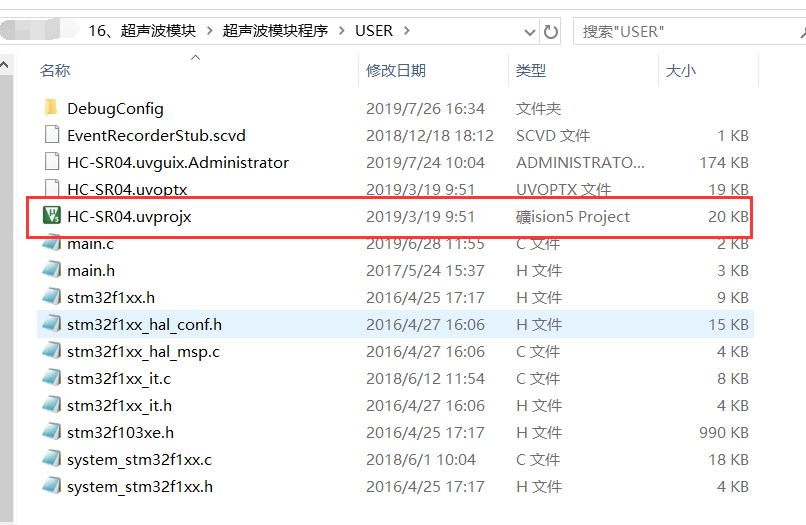 16、超声波模块 > 超声波模块程序 > USER >
搜索"USER"
名称 修改日期 类型 大小
DebugConfig 2019/7/26 16:34 文件夹
EventRecorderStub.scvd 2018/12/18 18:12 SCVD 文件 1 KB
HC-SR04.uvguix.Administrator 2019/7/24 10:04 ADMINISTRATO... 174 KB
HC-SR04.uvoptx 2019/3/19 9:51 UVOPTX 文件 19 KB
HC-SR04.uvprojx 2019/3/19 9:51 礦ision5 Project 20 KB
main.c 2019/6/28 11:55 C 文件 2 KB
main.h 2017/5/24 15:37 H 文件 3 KB
stm32f1xx.h 2016/4/25 17:17 H 文件 9 KB
stm32f1xx_hal_conf.h 2016/4/27 16:06 H 文件 15 KB
stm32f1xx_hal_msp.c 2016/4/27 16:06 C 文件 4 KB
stm32f1xx_it.c 2018/6/12 11:54 C 文件 8 KB
stm32f1xx_it.h 2016/4/27 16:06 H 文件 4 KB
stm32f103xe.h 2016/4/25 17:17 H 文件 990 KB
system_stm32f1xx.c 2018/6/1 10:04 C 文件 18 KB
system_stm32f1xx.h 2016/4/25 17:17 H 文件 4 KB